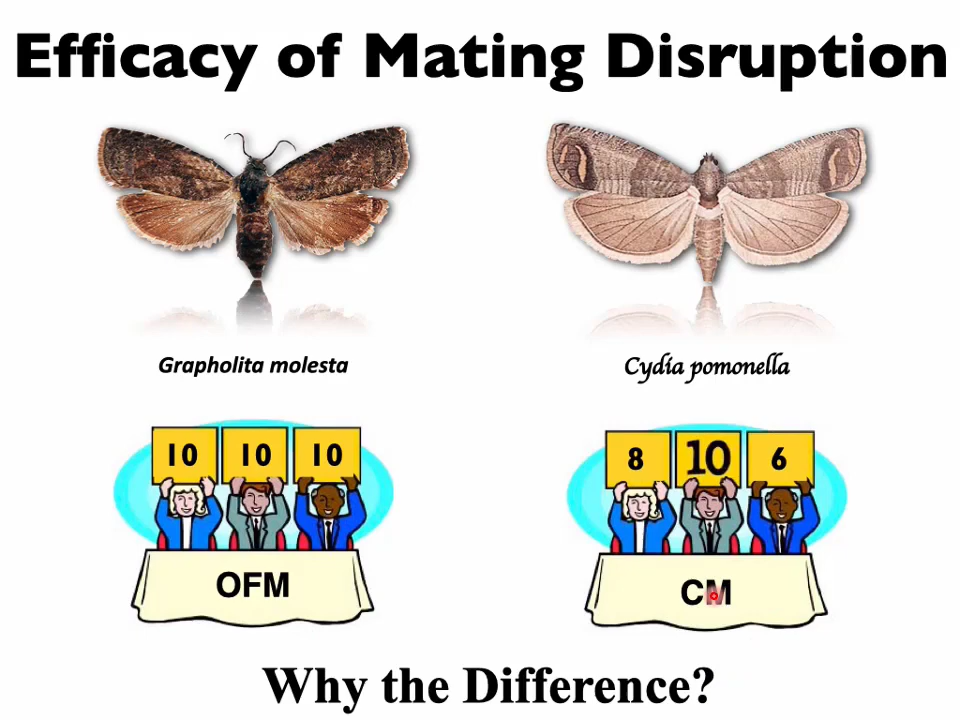 Efficacy of Mating Disruption
Grapholita molesta
Cydia pomonella
10 10 10
8 10 6
OFM
CM
Why the Difference?